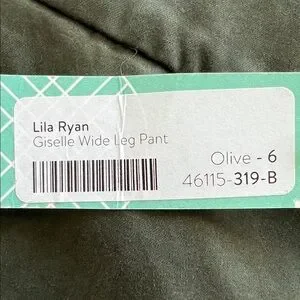 Lila Ryan
Giselle Wide Leg Pant
Olive - 6
46115-319-B